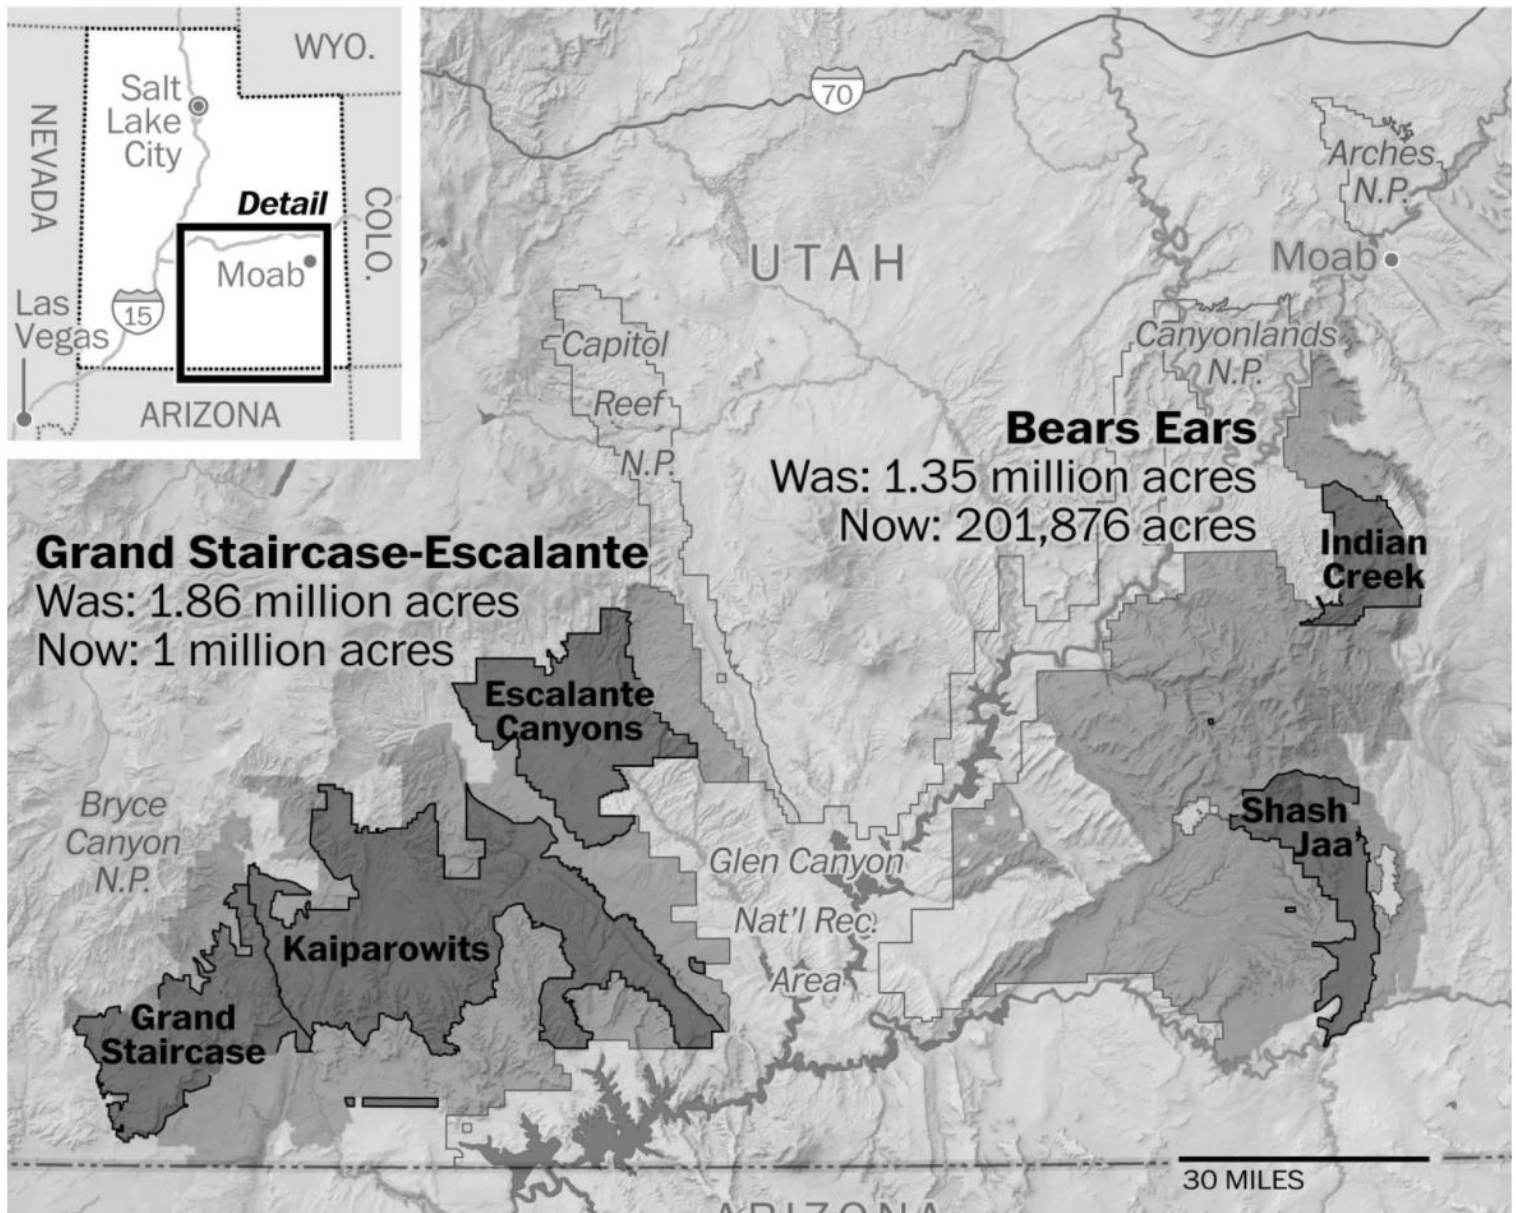 WYO.
Salt
Lake
City
NEVADA
Detail
COLO.
Moab
Las
Vegas
15
ARIZONA
70
Arches
N.P.
UTAH
Moab
Capitol
Reef
N.P.
Canyonlands
N.P.
Bears Ears
Was: 1.35 million acres
Now: 201,876 acres
Indian
Creek
Grand Staircase-Escalante
Was: 1.86 million acres
Now: 1 million acres
Escalante
Canyons
Bryce
Canyon
N.P.
Shash
Jaa'
Glen Canyon
Nat'l Rec.
Area
Kaiparowits
Grand
Staircase
30 MILES
ARIZONA